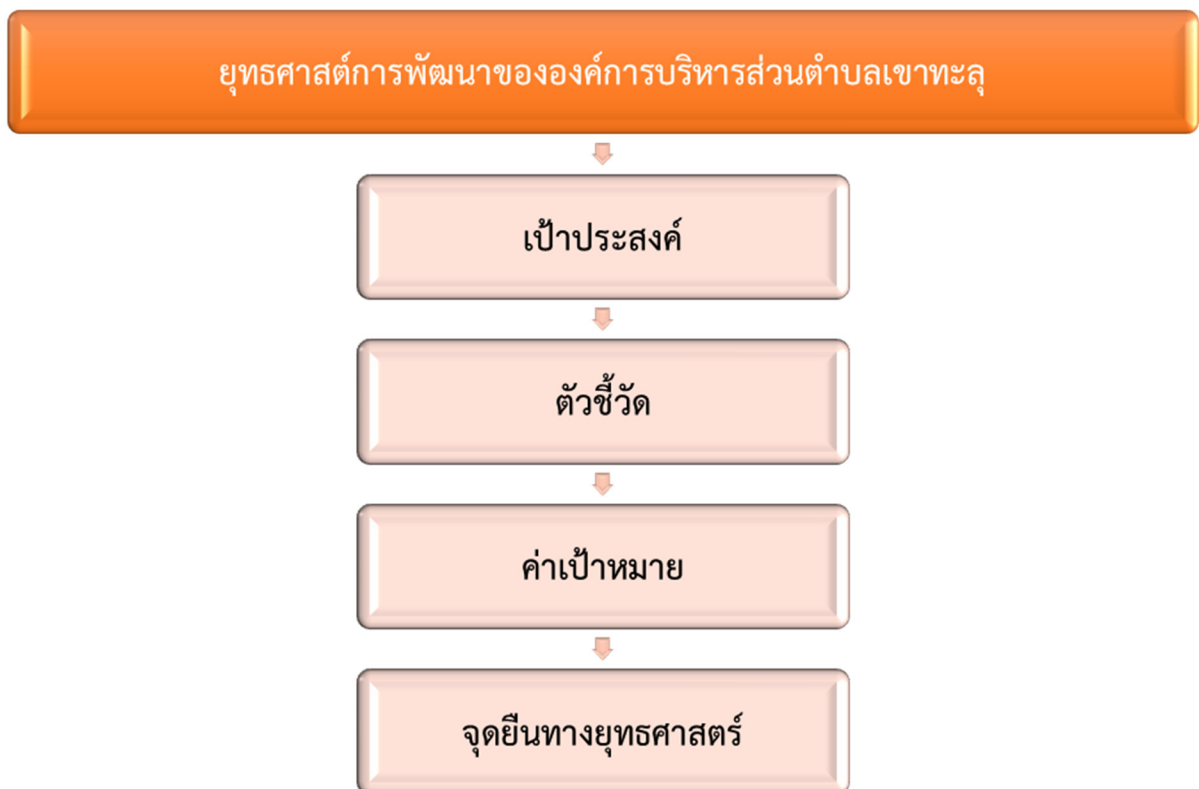 ยุทธศาสต์การพัฒนาขององค์การบริหารส่วนตำบลเขาทะลุ
เป้าประสงค์
ตัวชี้วัด
ค่าเป้าหมาย
จุดยืนทางยุทธศาสตร์